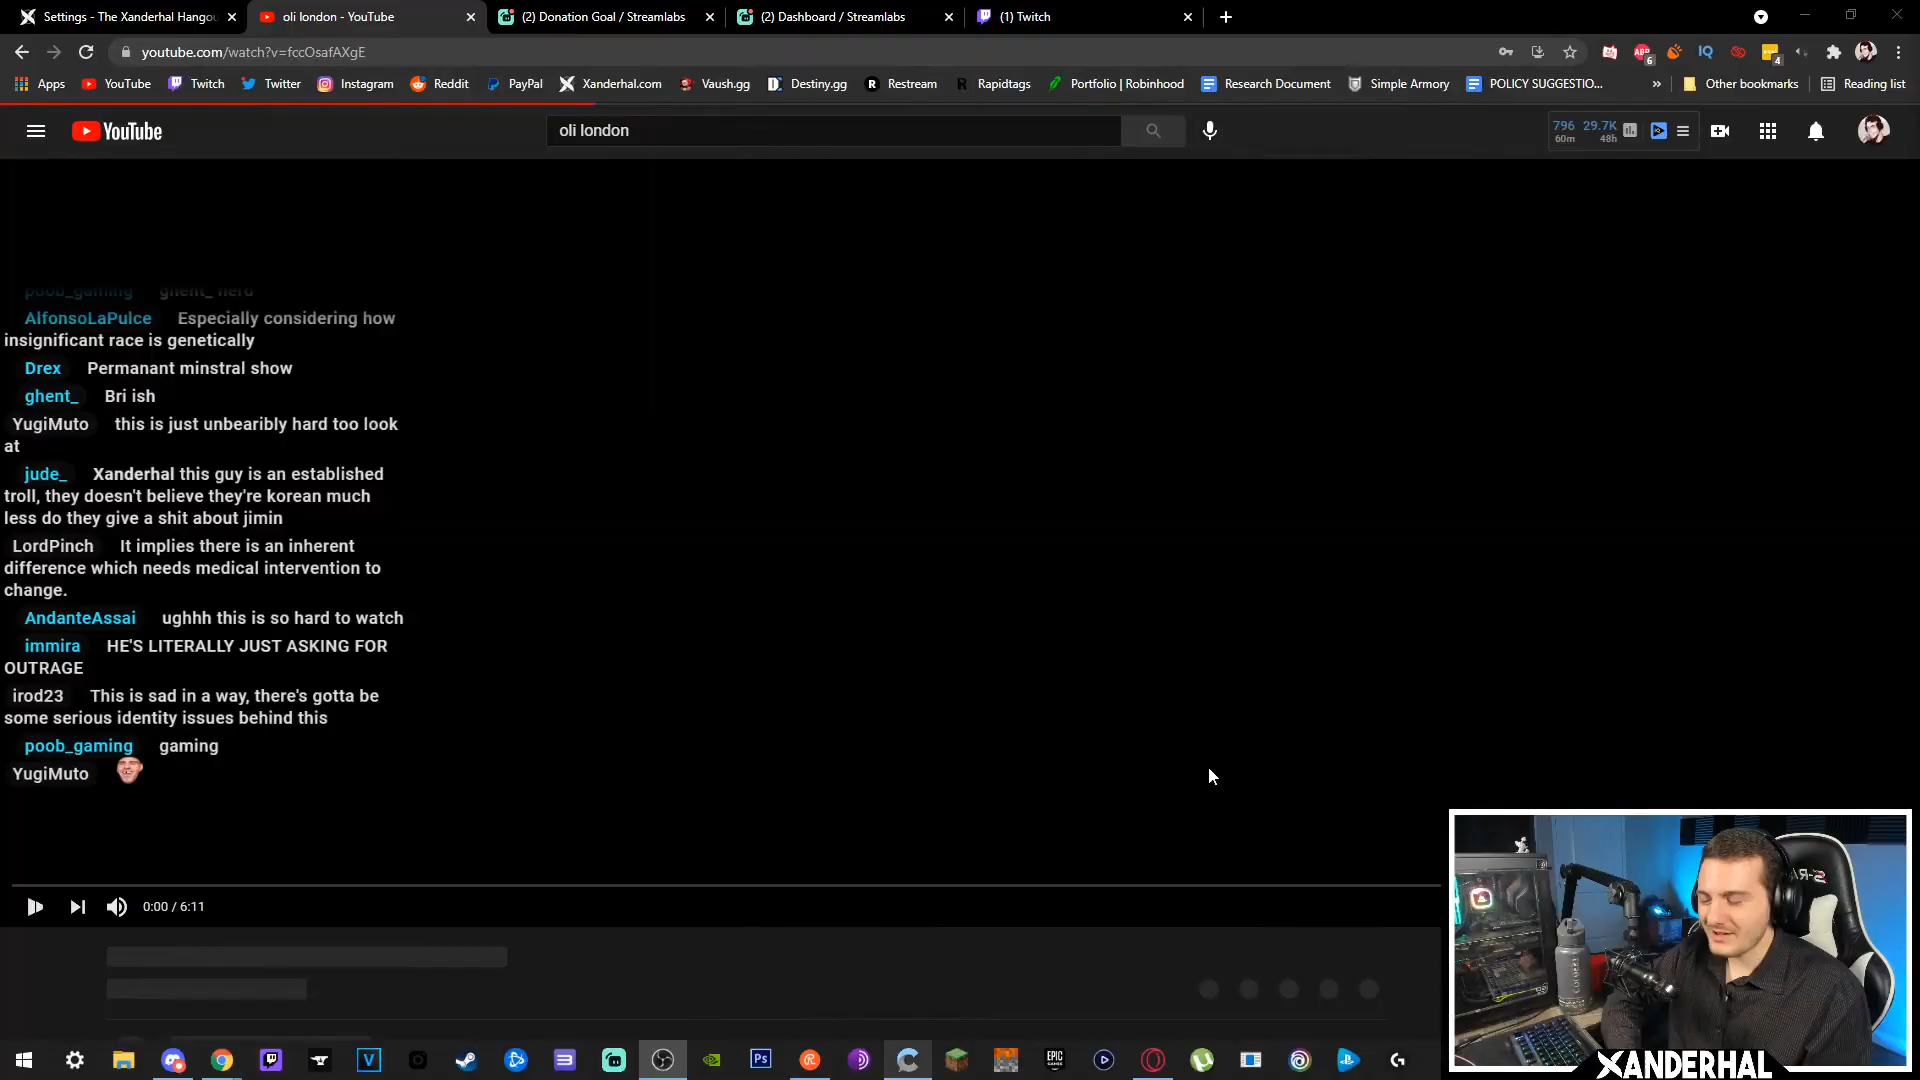 Settings - The Xanderhal Hangou
oli london - YouTube
(2) Donation Goal / Streamlabs
(2) Dashboard / Streamlabs
(1) Twitch
youtube.com/watch?v=fccOsafAXgE
Apps YouTube Twitch Twitter Instagram Reddit PayPal Xanderhal.com Vaush.gg Destiny.gg Restream Rapidtags Portfolio | Robinhood Research Document Simple Armory POLICY SUGGESTIO... » Other bookmarks Reading list
YouTube
oli london
796 29.7K
60m 48h
poob_gaming ghent_ nerd
AlfonsoLaPulce Especially considering how
insignificant race is genetically
Drex Permanant minstral show
ghent_ Bri ish
YugiMuto this is just unbearibly hard too look
at
jude_ Xanderhal this guy is an established
troll, they doesn't believe they're korean much
less do they give a shit about jimin
LordPinch It implies there is an inherent
difference which needs medical intervention to
change.
AndanteAssai ughhh this is so hard to watch
immira HE'S LITERALLY JUST ASKING FOR
OUTRAGE
irod23 This is sad in a way, there's gotta be
some serious identity issues behind this
poob_gaming gaming
YugiMuto
0:00 / 6:11
XANDERHAL